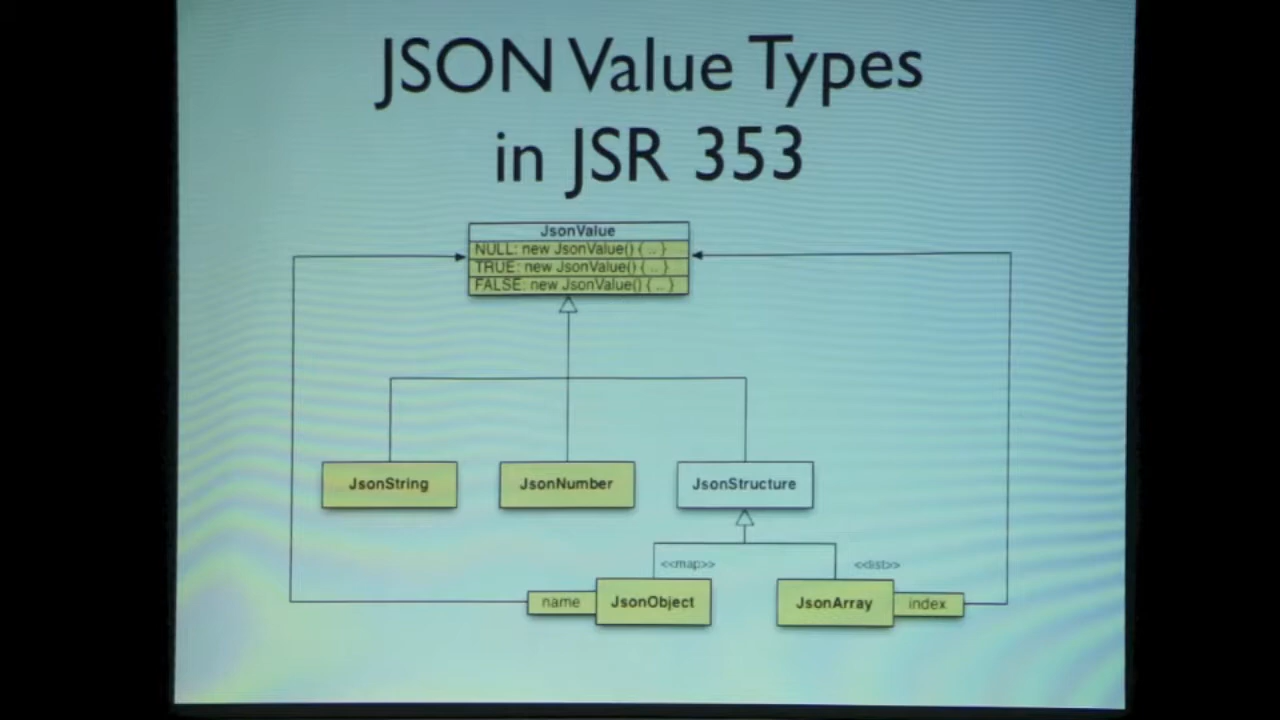 JSON Value Types
in JSR 353
JsonValue
NULL: new JsonValue() { .. }
TRUE: new JsonValue() { .. }
FALSE: new JsonValue() { .. }
JsonString
JsonNumber
JsonStructure
<<map>>
<<list>>
name
JsonObject
JsonArray
index